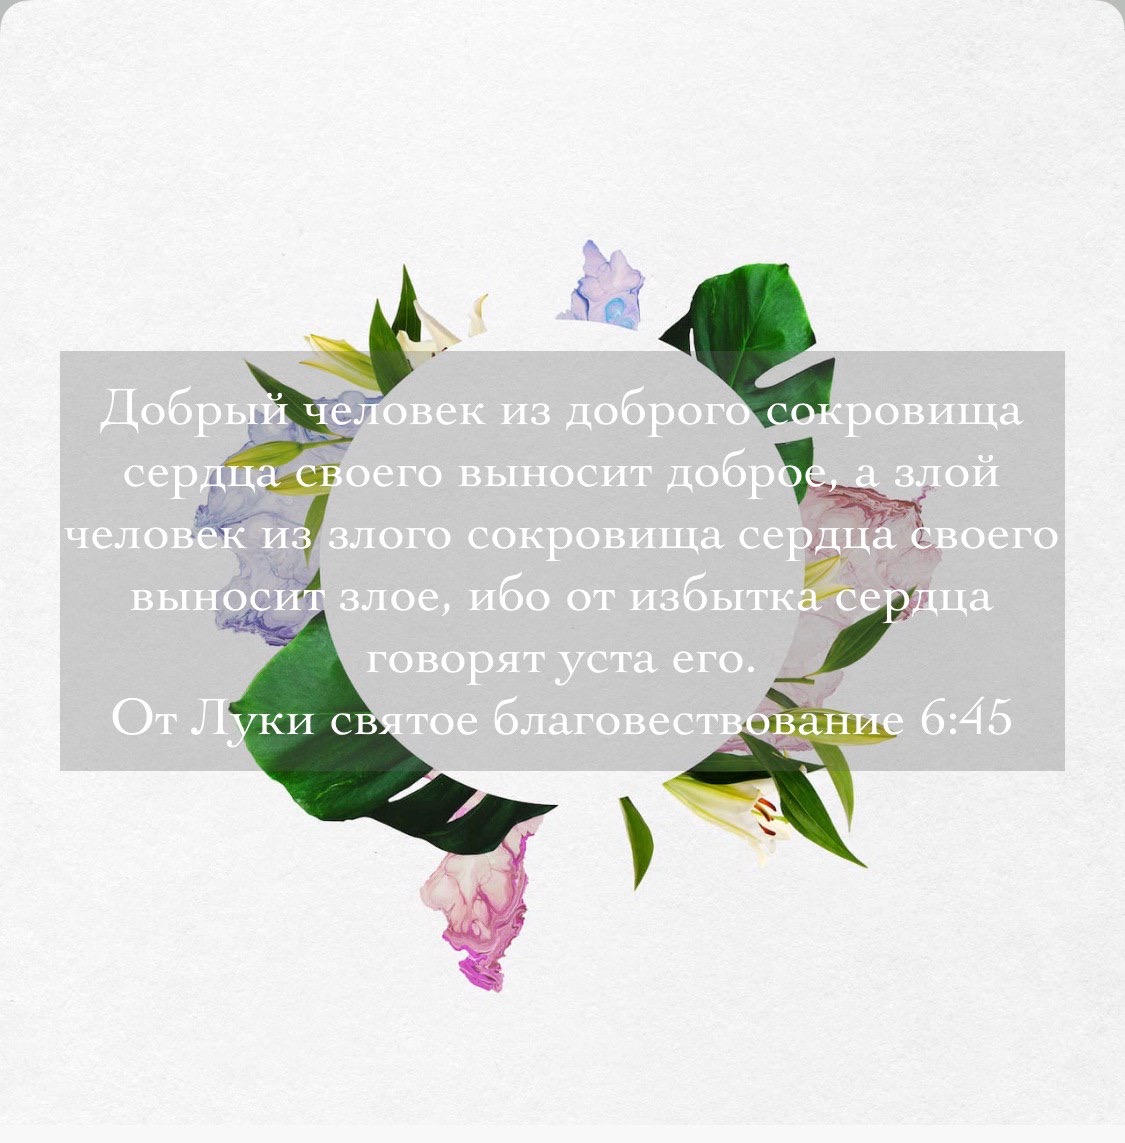 Добрый человек из доброго сокровища
сердца своего выносит доброе, а злой
человек из злого сокровища сердца своего
выносит злое, ибо от избытка сердца
говорят уста его.
От Луки святое благовествование 6:45